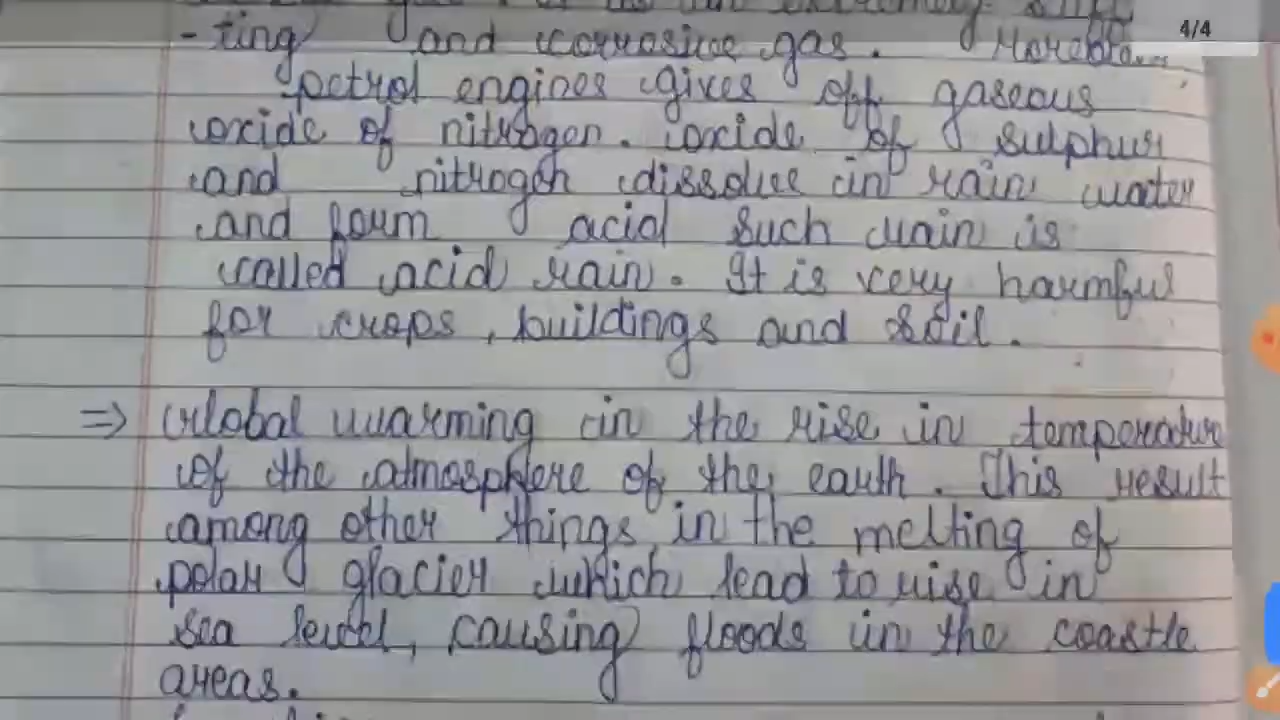 4/4
-ting and corrosive gas. Moreover
petrol engines gives off gaseous
oxide of nitrogen. oxide of sulphur
and nitrogen dissolve in rain water
and form acid such rain is
called acid rain. It is very harmful
for crops, buildings and soil.
⇒ Global warming in the rise in temperature
of the atmosphere of the earth. This result
among other things in the melting of
polar glacier which lead to rise in
sea level, causing floods in the coastle
areas.